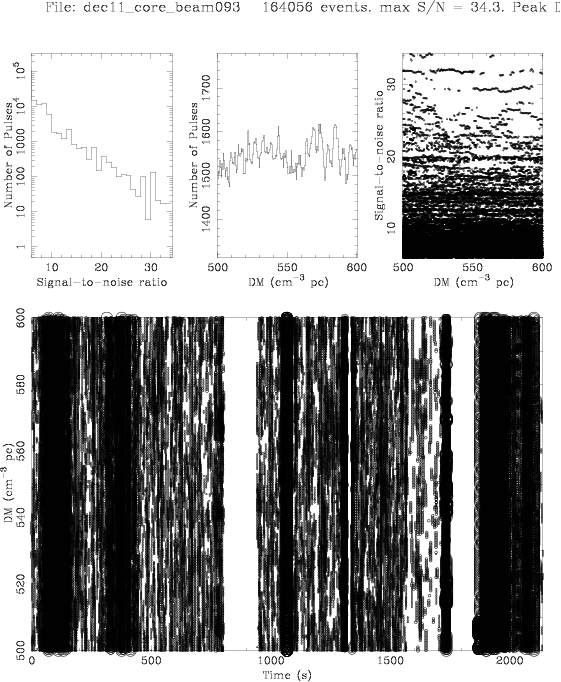 File: dec11_core_beam093 164056 events. max S/N = 34.3. Peak D
10⁵
10⁴
1000
100
10
1
Number of Pulses
10 20 30
Signal-to-noise ratio
1700
1600
1500
1400
Number of Pulses
500 550 600
DM (cm⁻³ pc)
30
20
10
Signal-to-noise ratio
500 550 600
DM (cm⁻³ pc)
600
580
560
540
520
500
DM (cm⁻³ pc)
0 500 1000 1500 2000
Time (s)